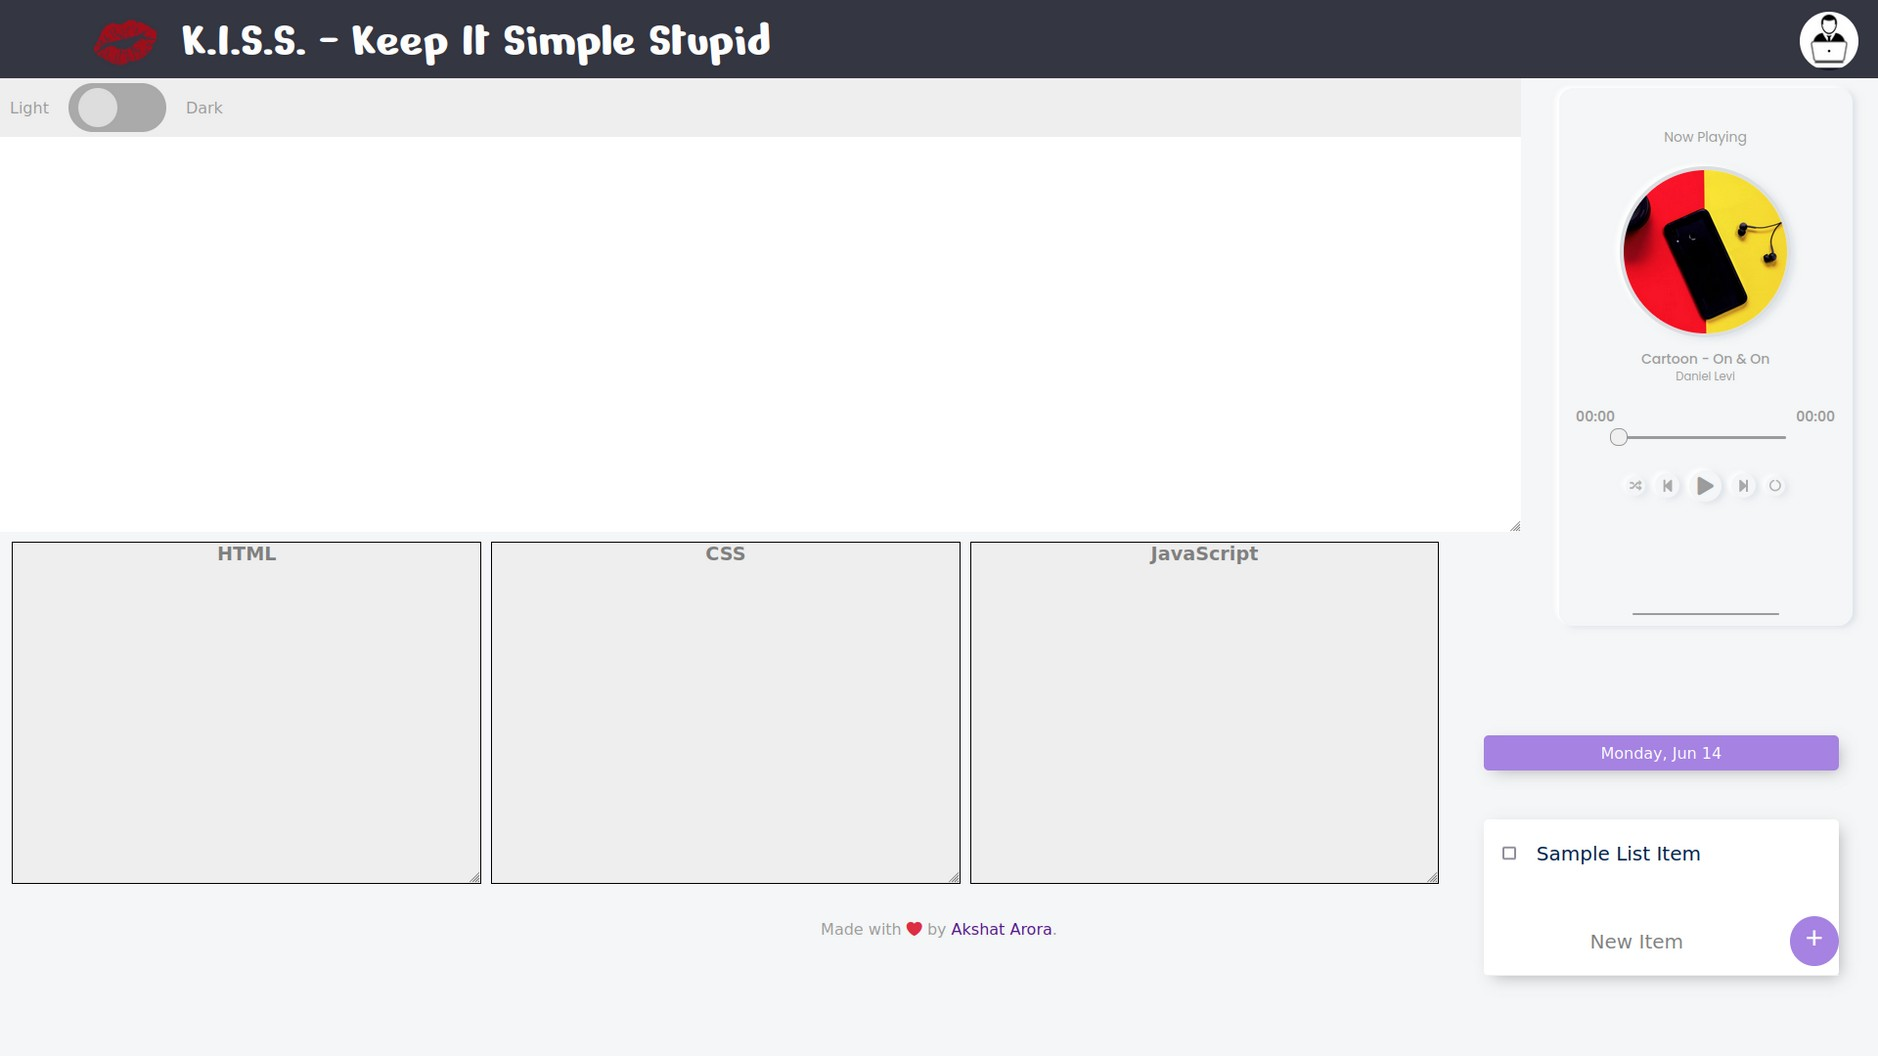 K.I.S.S. - Keep It Simple Stupid
Light
Dark
Now Playing
Cartoon - On & On
Daniel Levi
00:00
00:00
HTML
CSS
JavaScript
Monday, Jun 14
Sample List Item
New Item
+
Made with ❤️ by Akshat Arora.